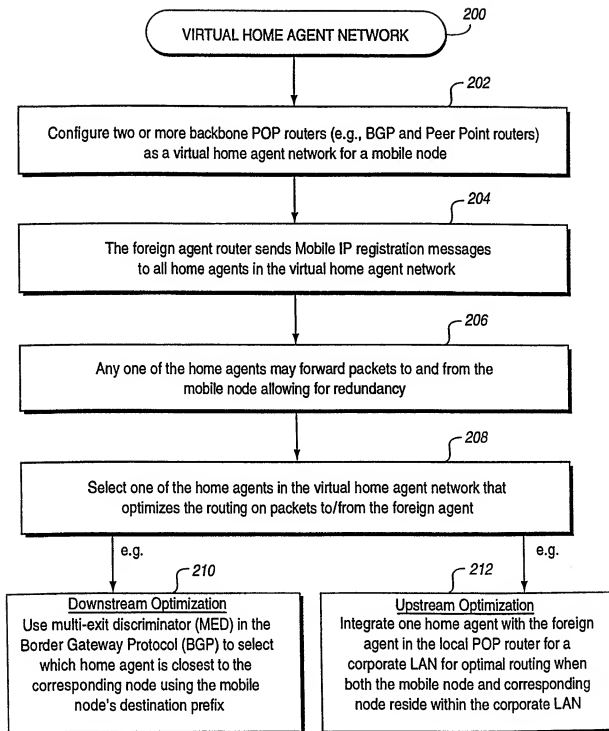 VIRTUAL HOME AGENT NETWORK
200
202
Configure two or more backbone POP routers (e.g., BGP and Peer Point routers)
as a virtual home agent network for a mobile node
204
The foreign agent router sends Mobile IP registration messages
to all home agents in the virtual home agent network
206
Any one of the home agents may forward packets to and from the
mobile node allowing for redundancy
208
Select one of the home agents in the virtual home agent network that
optimizes the routing on packets to/from the foreign agent
e.g.
e.g.
210
Downstream Optimization
Use multi-exit discriminator (MED) in the
Border Gateway Protocol (BGP) to select
which home agent is closest to the
corresponding node using the mobile
node's destination prefix
212
Upstream Optimization
Integrate one home agent with the foreign
agent in the local POP router for a
corporate LAN for optimal routing when
both the mobile node and corresponding
node reside within the corporate LAN